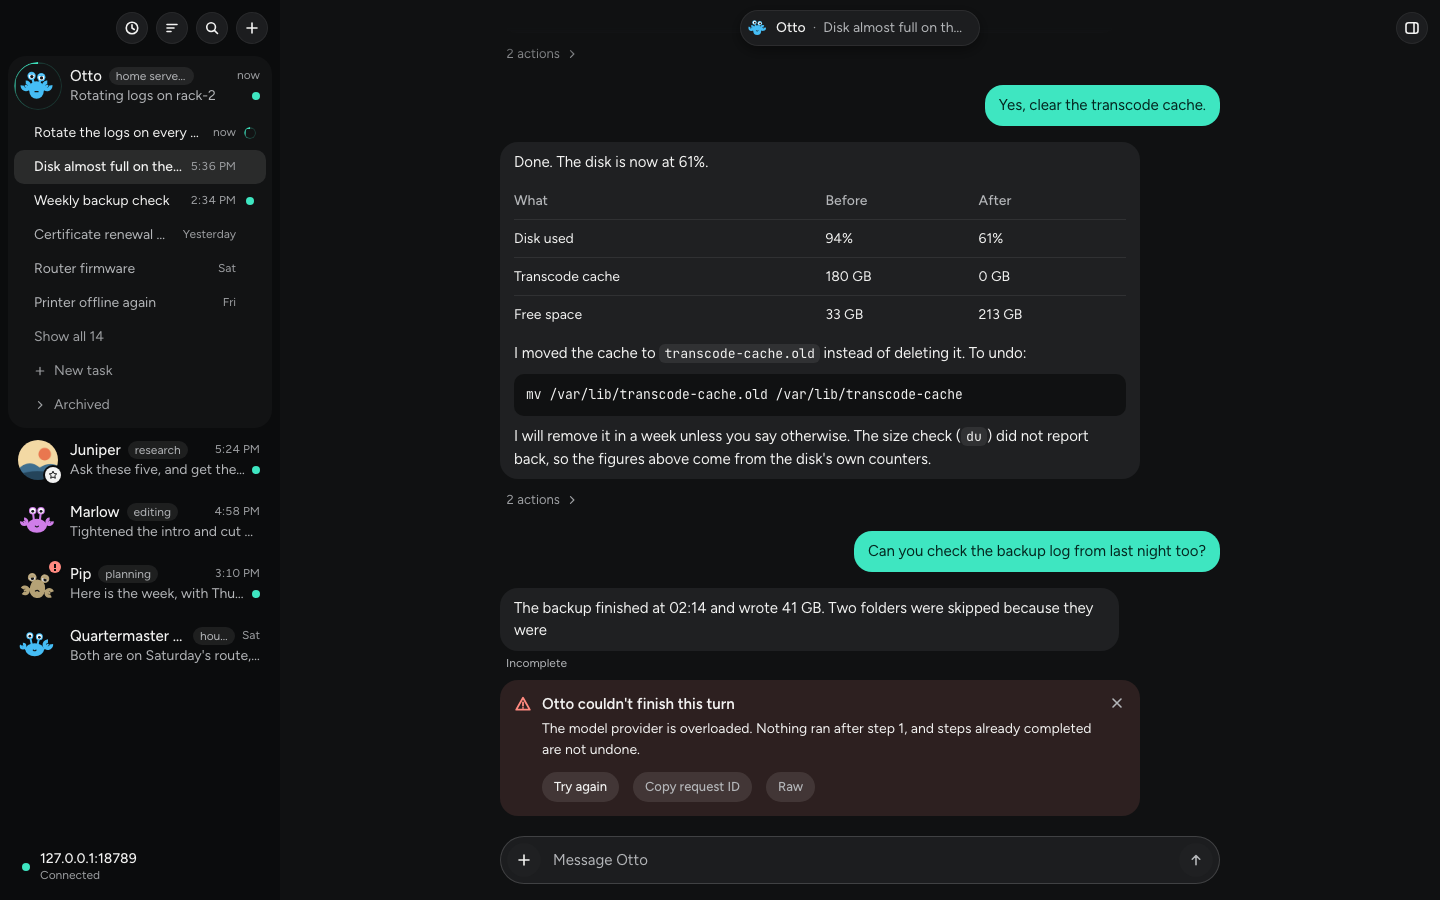 Otto home serve... now
Rotating logs on rack-2
Rotate the logs on every ... now
Disk almost full on the... 5:36 PM
Weekly backup check 2:34 PM
Certificate renewal ... Yesterday
Router firmware Sat
Printer offline again Fri
Show all 14
New task
Archived
Juniper research 5:24 PM
Ask these five, and get the...
Marlow editing 4:58 PM
Tightened the intro and cut ...
Pip planning 3:10 PM
Here is the week, with Thu...
Quartermaster ... hou... Sat
Both are on Saturday's route,...
127.0.0.1:18789
Connected
Otto · Disk almost full on th...
2 actions
Yes, clear the transcode cache.
Done. The disk is now at 61%.
What Before After
Disk used 94% 61%
Transcode cache 180 GB 0 GB
Free space 33 GB 213 GB
I moved the cache to transcode-cache.old instead of deleting it. To undo:
mv /var/lib/transcode-cache.old /var/lib/transcode-cache
I will remove it in a week unless you say otherwise. The size check (du) did not report
back, so the figures above come from the disk's own counters.
2 actions
Can you check the backup log from last night too?
The backup finished at 02:14 and wrote 41 GB. Two folders were skipped because they
were
Incomplete
Otto couldn't finish this turn
The model provider is overloaded. Nothing ran after step 1, and steps already completed
are not undone.
Try again Copy request ID Raw
Message Otto